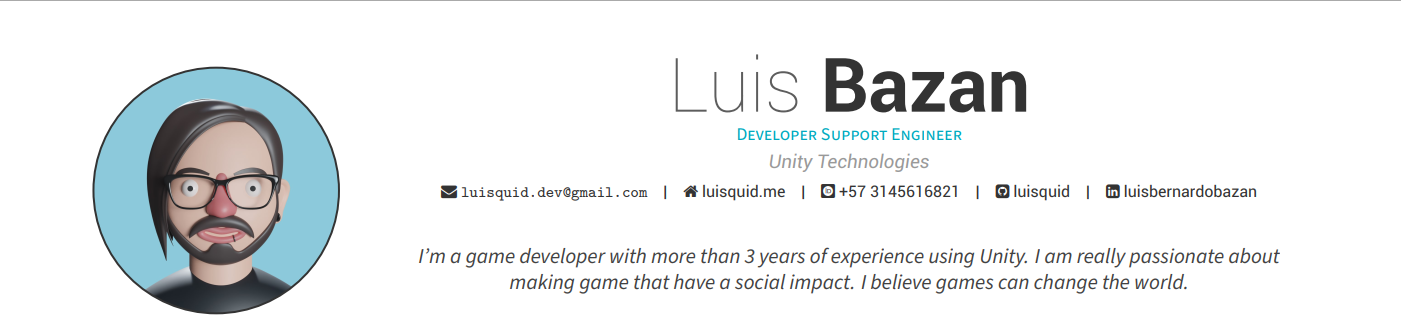 Luis Bazan
Developer Support Engineer
Unity Technologies
luisquid.dev@gmail.com | luisquid.me | +57 3145616821 | luisquid | luisbernardobazan
I'm a game developer with more than 3 years of experience using Unity. I am really passionate about
making game that have a social impact. I believe games can change the world.